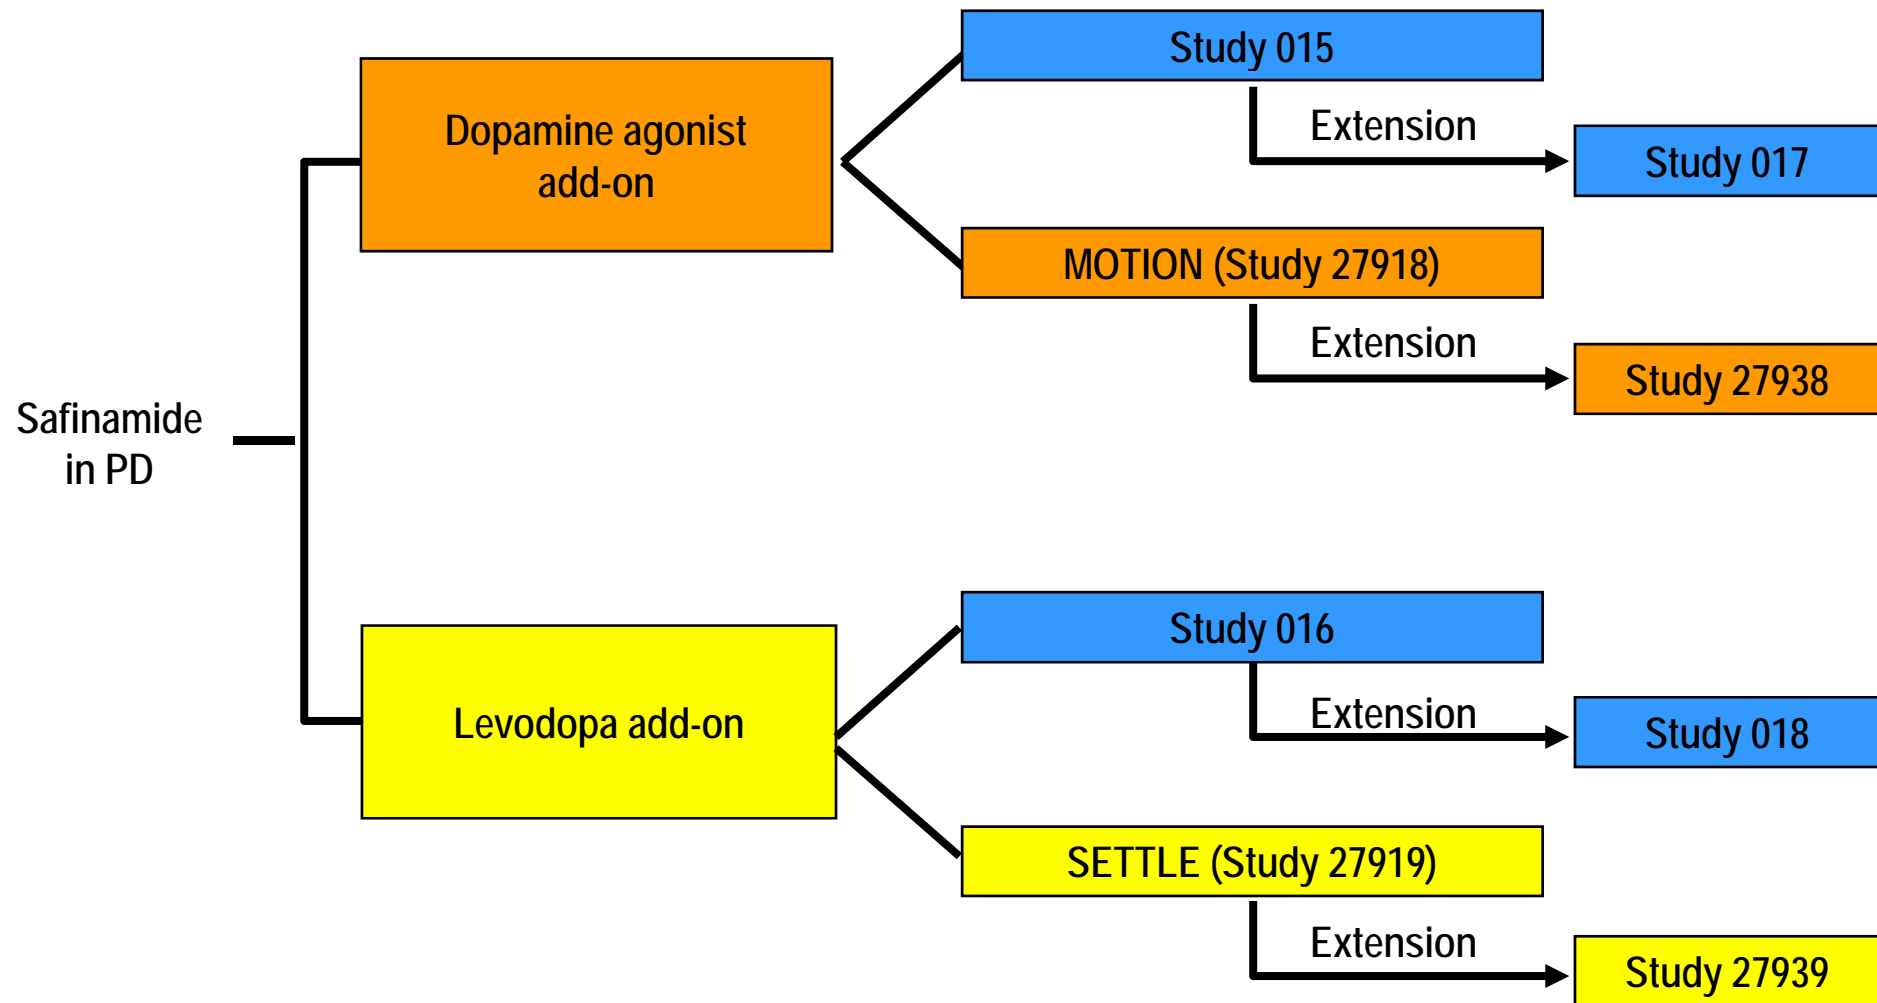 Safinamide
in PD
Dopamine agonist
add-on
Study 015
Extension
Study 017
MOTION (Study 27918)
Extension
Study 27938
Levodopa add-on
Study 016
Extension
Study 018
SETTLE (Study 27919)
Extension
Study 27939